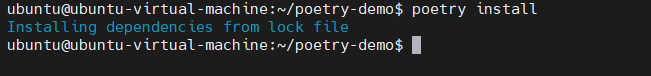 ubuntu@ubuntu-virtual-machine:~/poetry-demo$ poetry install
Installing dependencies from lock file
ubuntu@ubuntu-virtual-machine:~/poetry-demo$